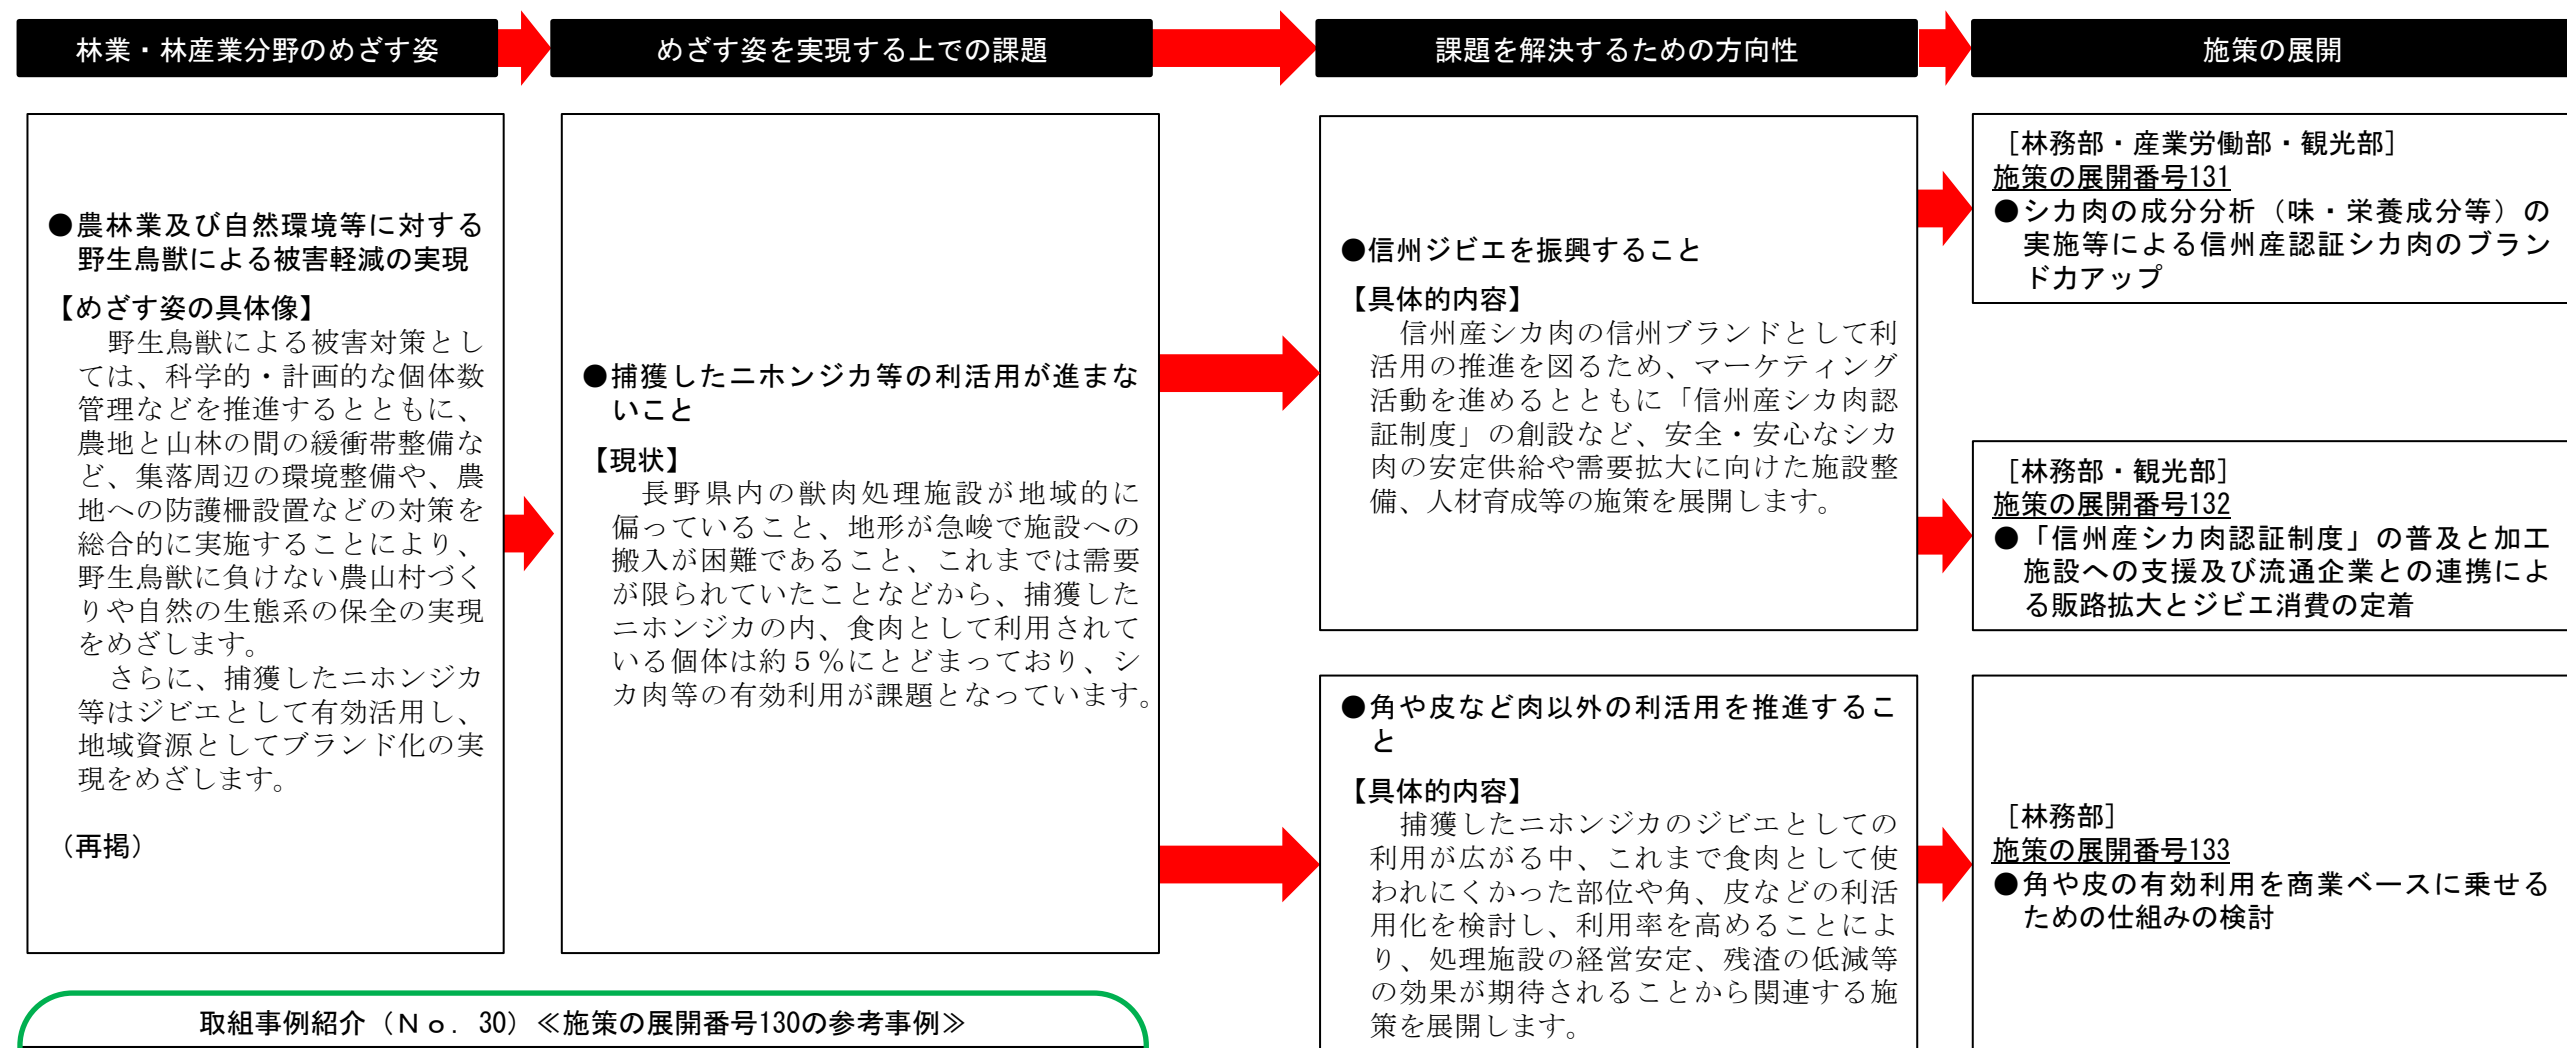 林業・林産業分野のめざす姿
めざす姿を実現する上での課題
課題を解決するための方向性
施策の展開
●農林業及び自然環境等に対する
野生鳥獣による被害軽減の実現
【めざす姿の具体像】
野生鳥獣による被害対策とし
ては、科学的・計画的な個体数
管理などを推進するとともに、
農地と山林の間の緩衝帯整備な
ど、集落周辺の環境整備や、農
地への防護柵設置などの対策を
総合的に実施することにより、
野生鳥獣に負けない農山村づく
りや自然の生態系の保全の実現
をめざします。
さらに、捕獲したニホンジカ
等はジビエとして有効活用し、
地域資源としてブランド化の実
現をめざします。
（再掲）
●捕獲したニホンジカ等の利活用が進まな
いこと
【現状】
長野県内の獣肉処理施設が地域的に
偏っていること、地形が急峻で施設への
搬入が困難であること、これまでは需要
が限られていたことなどから、捕獲した
ニホンジカの内、食肉として利用されて
いる個体は約５％にとどまっており、シ
カ肉等の有効利用が課題となっています。
●信州ジビエを振興すること
【具体的内容】
信州産シカ肉の信州ブランドとして利
活用の推進を図るため、マーケティング
活動を進めるとともに「信州産シカ肉認
証制度」の創設など、安全・安心なシカ
肉の安定供給や需要拡大に向けた施設整
備、人材育成等の施策を展開します。
●角や皮など肉以外の利活用を推進するこ
と
【具体的内容】
捕獲したニホンジカのジビエとしての
利用が広がる中、これまで食肉として使
われにくかった部位や角、皮などの利活
用化を検討し、利用率を高めることによ
り、処理施設の経営安定、残渣の低減等
の効果が期待されることから関連する施
策を展開します。
［林務部・産業労働部・観光部］
施策の展開番号131
●シカ肉の成分分析（味・栄養成分等）の
実施等による信州産認証シカ肉のブラン
ド力アップ
［林務部・観光部］
施策の展開番号132
●「信州産シカ肉認証制度」の普及と加工
施設への支援及び流通企業との連携によ
る販路拡大とジビエ消費の定着
［林務部］
施策の展開番号133
●角や皮の有効利用を商業ベースに乗せる
ための仕組みの検討
取組事例紹介（Ｎｏ．30）≪施策の展開番号130の参考事例≫